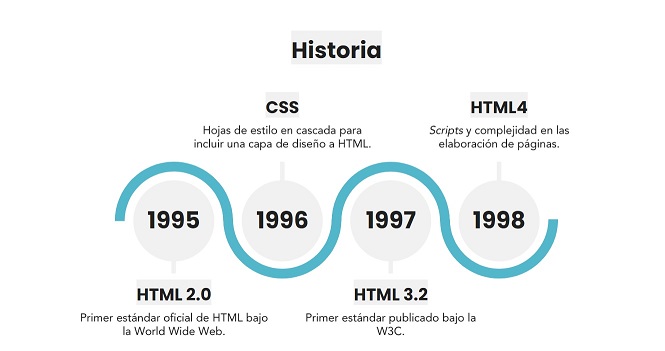 Historia
CSS
Hojas de estilo en cascada para
incluir una capa de diseño a HTML.
HTML4
Scripts y complejidad en las
elaboración de páginas.
1995
1996
1997
1998
HTML 2.0
Primer estándar oficial de HTML bajo
la World Wide Web.
HTML 3.2
Primer estándar publicado bajo la
W3C.